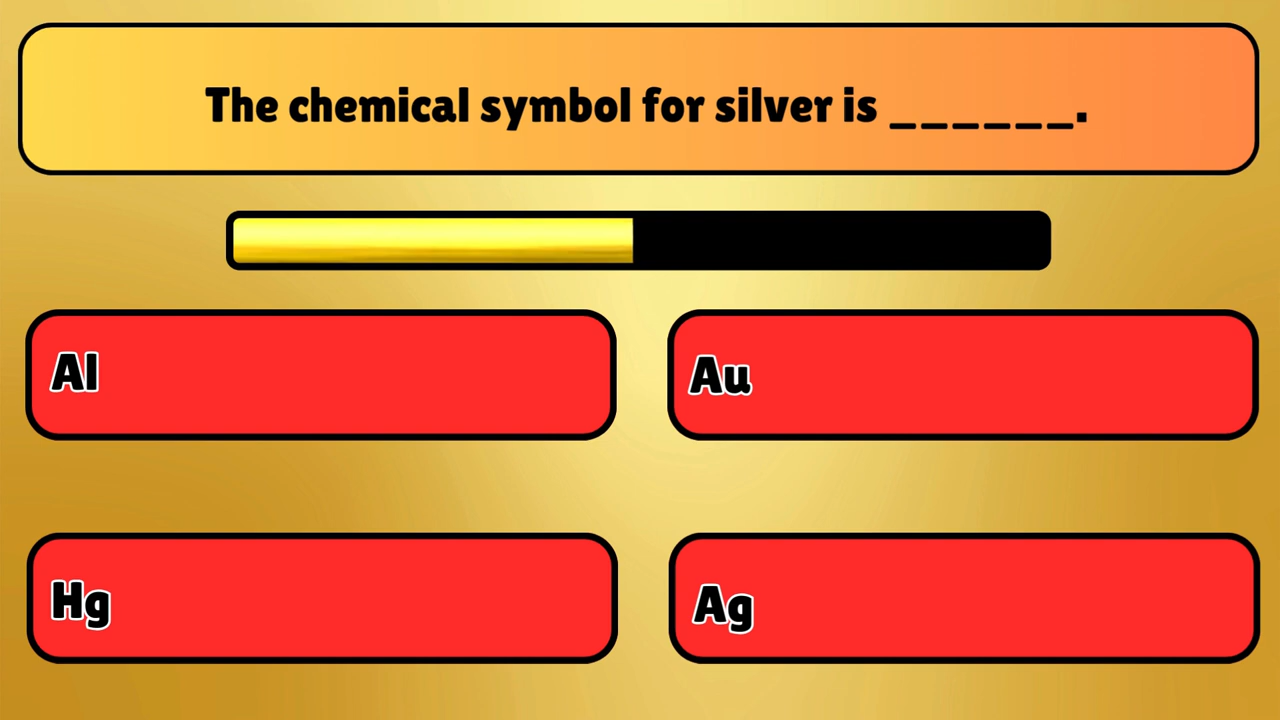 The chemical symbol for silver is ______.
Al
Au
Hg
Ag